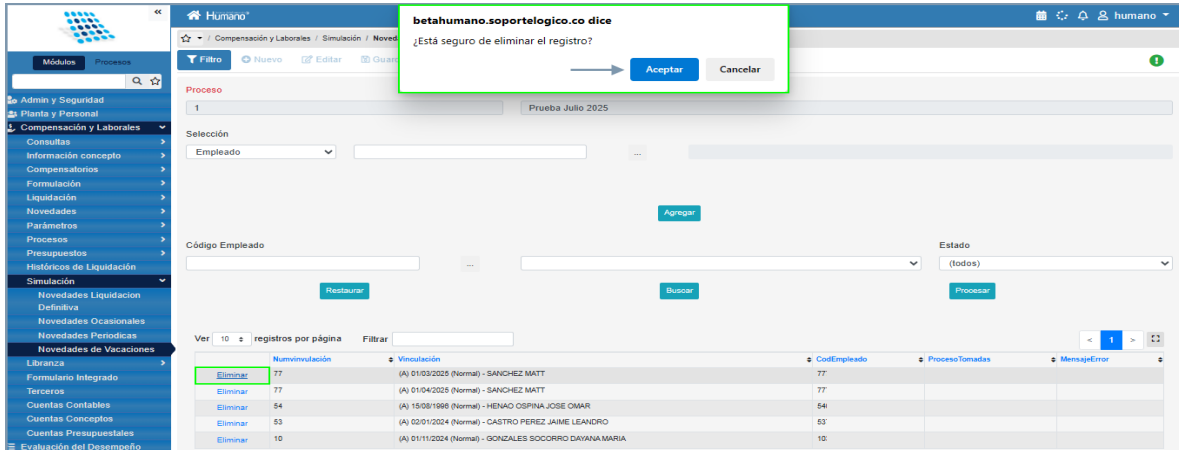 «
Humano®
humano
betahumano.soportelogico.co dice
¿Está seguro de eliminar el registro?
Aceptar
Cancelar
/ Compensación y Laborales / Simulación /
Módulos
Procesos
Filtro
Nuevo
Editar
Admin y Seguridad
Planta y Personal
Compensación y Laborales
Consultas
Información concepto
Compensatorios
Formulación
Liquidación
Novedades
Parámetros
Procesos
Presupuestos
Históricos de Liquidación
Simulación
Novedades Liquidacion
Definitiva
Novedades Ocasionales
Novedades Periodicas
Novedades de Vacaciones
Libranza
Formulario Integrado
Terceros
Cuentas Contables
Cuentas Conceptos
Cuentas Presupuestales
Evaluación del Desempeño
Proceso
1
Prueba Julio 2025
Selección
Empleado
...
Agregar
Código Empleado
Estado
...
(todos)
Restaurar
Buscar
Procesar
Ver 10 registros por página Filtrar
< 1 >
Numvinvulación Vinculación CodEmpleado ProcesoTomadas MensajeError
Eliminar 77 (A) 01/03/2025 (Normal) - SANCHEZ MATT 77
Eliminar 77 (A) 01/04/2025 (Normal) - SANCHEZ MATT 77
Eliminar 54 (A) 15/08/1996 (Normal) - HENAO OSPINA JOSE OMAR 54
Eliminar 53 (A) 02/01/2024 (Normal) - CASTRO PEREZ JAIME LEANDRO 53
Eliminar 10 (A) 01/11/2024 (Normal) - GONZALES SOCORRO DAYANA MARIA 10